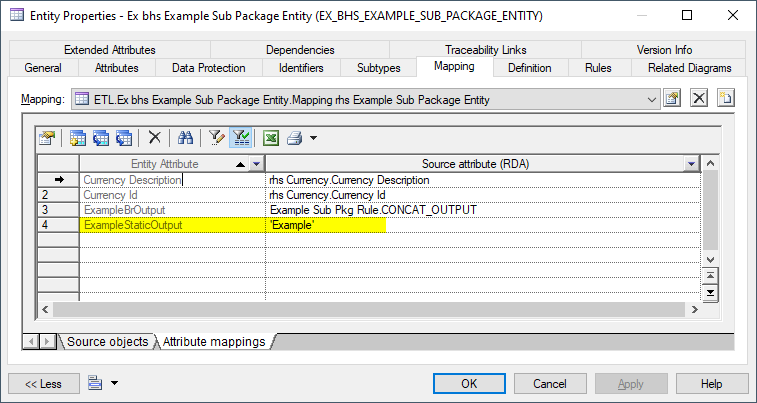 Entity Properties - Ex bhs Example Sub Package Entity (EX_BHS_EXAMPLE_SUB_PACKAGE_ENTITY)
Extended Attributes Dependencies Traceability Links Version Info
General Attributes Data Protection Identifiers Subtypes Mapping Definition Rules Related Diagrams
Mapping: ETL.Ex bhs Example Sub Package Entity.Mapping rhs Example Sub Package Entity
Entity Attribute Source attribute (RDA)
Currency Description rhs Currency.Currency Description
2 Currency Id rhs Currency.Currency Id
3 ExampleBrOutput Example Sub Pkg Rule.CONCAT_OUTPUT
4 ExampleStaticOutput 'Example'
Source objects Attribute mappings
<< Less OK Cancel Apply Help